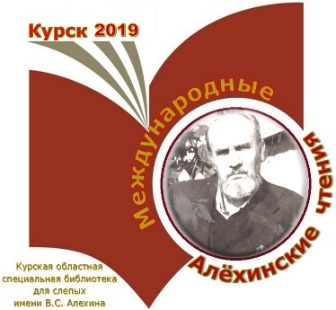 Курск 2019
Международные
Алёхинские чтения
Курская областная
специальная библиотека
для слепых
имени В.С. Алехина